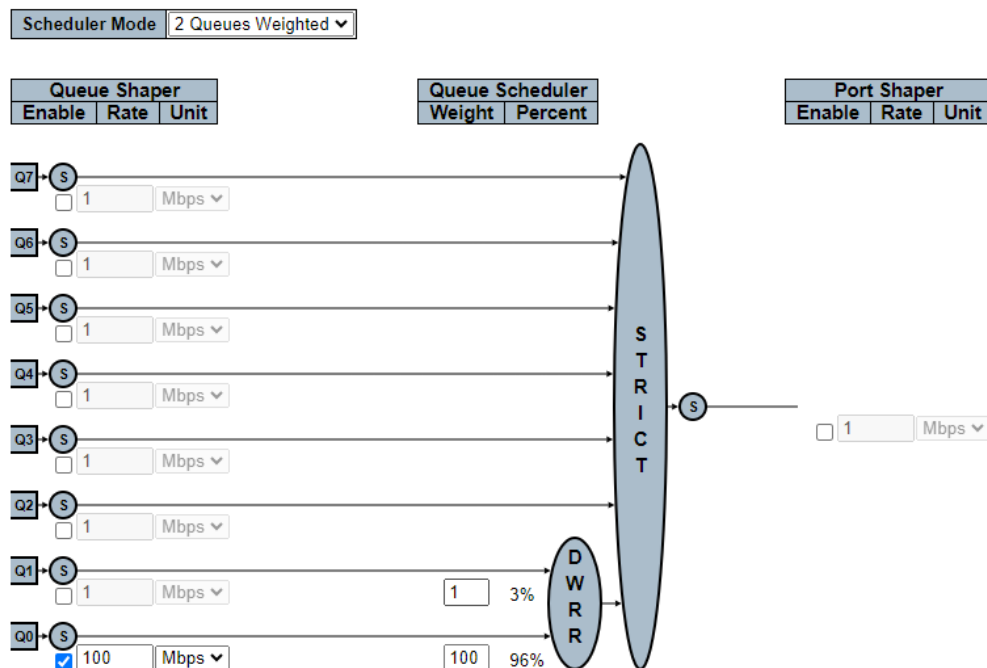 Scheduler Mode 2 Queues Weighted
Queue Shaper Queue Scheduler Port Shaper
Enable Rate Unit Weight Percent Enable Rate Unit
Q7 S
1 Mbps
Q6 S
1 Mbps
Q5 S
1 Mbps
Q4 S
1 Mbps
S
1 Mbps
Q3 S
1 Mbps
Q2 S
1 Mbps
STRICT
Q1 S
1 Mbps 1 3%
DWRR
Q0 S
100 Mbps 100 96%